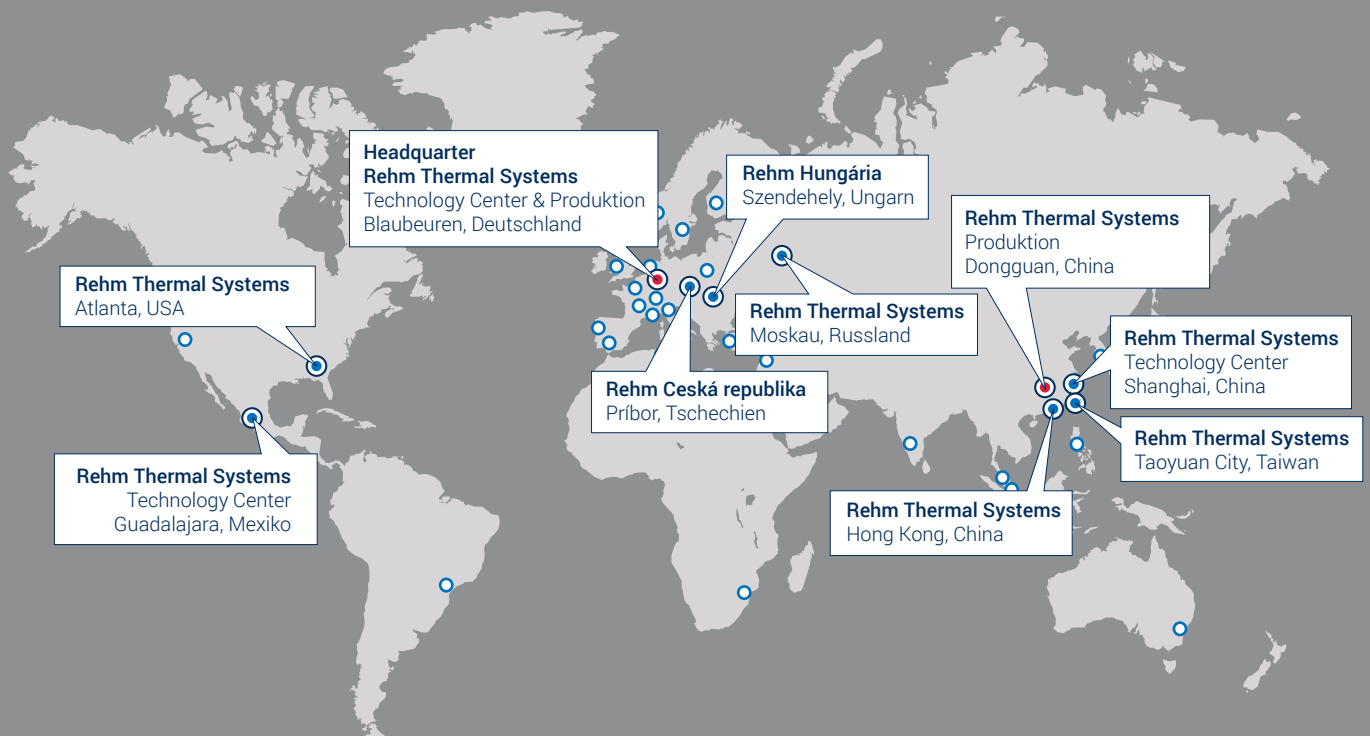 Headquarter
Rehm Thermal Systems
Technology Center & Produktion
Blaubeuren, Deutschland
Rehm Hungária
Szendehely, Ungarn
Rehm Thermal Systems
Produktion
Dongguan, China
Rehm Thermal Systems
Atlanta, USA
Rehm Thermal Systems
Moskau, Russland
Rehm Thermal Systems
Technology Center
Shanghai, China
Rehm Ceská republika
Príbor, Tschechien
Rehm Thermal Systems
Taoyuan City, Taiwan
Rehm Thermal Systems
Technology Center
Guadalajara, Mexiko
Rehm Thermal Systems
Hong Kong, China